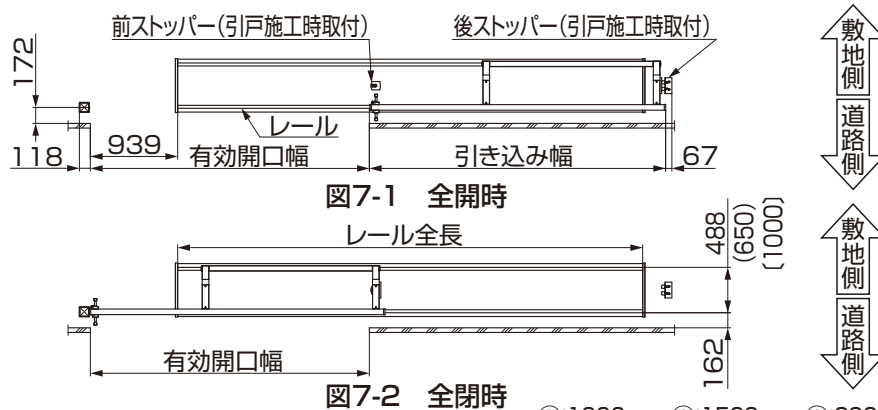 前ストッパー(引戸施工時取付)
後ストッパー(引戸施工時取付)
172
レール
118
939
有効開口幅
引き込み幅
67
敷地側
道路側
図7-1 全開時
レール全長
488
(650)
〔1000〕
有効開口幅
162
敷地側
道路側
図7-2 全閉時